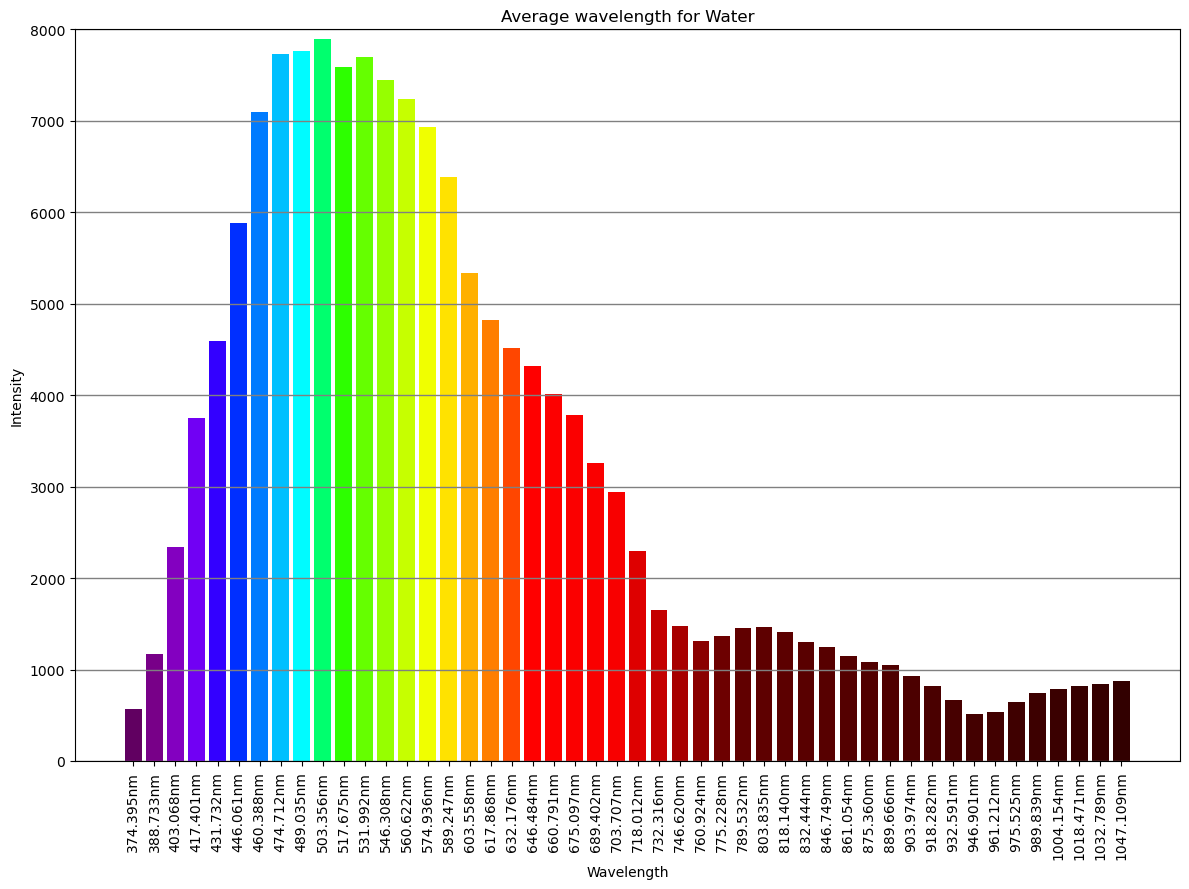 Average wavelength for Water
8000
7000
6000
5000
4000
3000
2000
1000
0
Intensity
374.395nm
388.733nm
403.068nm
417.401nm
431.732nm
446.061nm
460.388nm
474.712nm
489.035nm
503.356nm
517.675nm
531.992nm
546.308nm
560.622nm
574.936nm
589.247nm
603.558nm
617.868nm
632.176nm
646.484nm
660.791nm
675.097nm
689.402nm
703.707nm
718.012nm
732.316nm
746.620nm
760.924nm
775.228nm
789.532nm
803.835nm
818.140nm
832.444nm
846.749nm
861.054nm
875.360nm
889.666nm
903.974nm
918.282nm
932.591nm
946.901nm
961.212nm
975.525nm
989.839nm
1004.154nm
1018.471nm
1032.789nm
1047.109nm
Wavelength